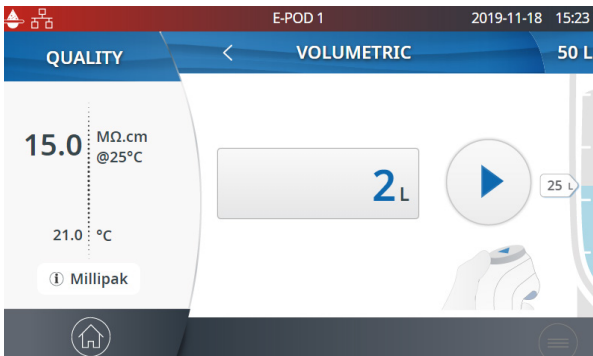 E-POD 1 2019-11-18 15:23
QUALITY VOLUMETRIC 50 L
15.0 MΩ.cm
@25°C
2 L
25 L
21.0 °C
i Millipak